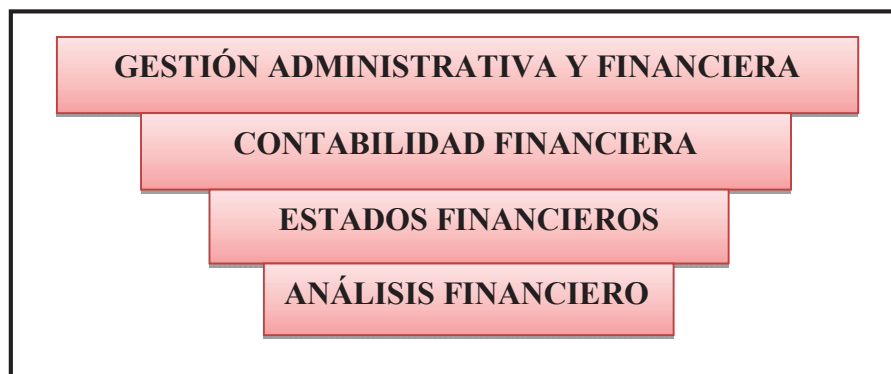 GESTIÓN ADMINISTRATIVA Y FINANCIERA
CONTABILIDAD FINANCIERA
ESTADOS FINANCIEROS
ANÁLISIS FINANCIERO